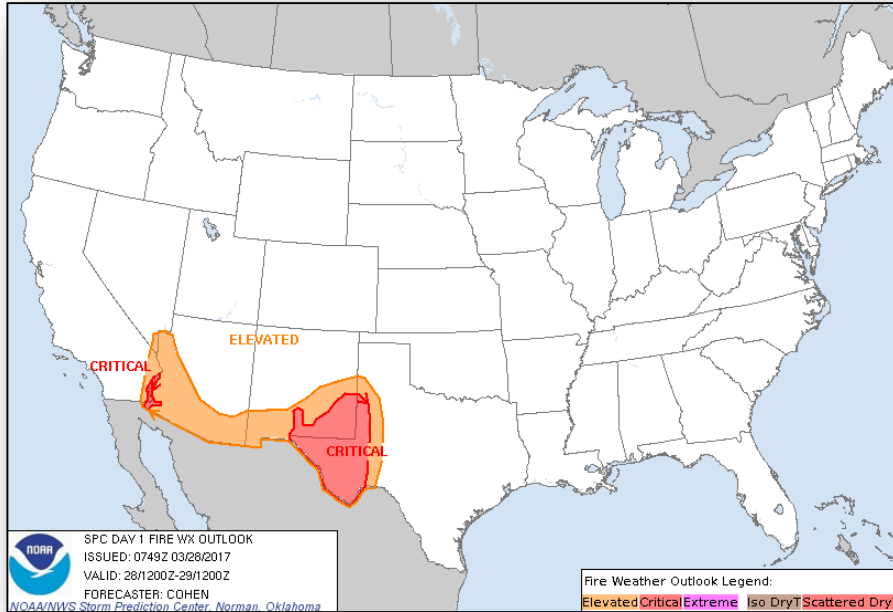 ELEVATED
CRITICAL
CRITICAL
NOAA
SPC DAY 1 FIRE WX OUTLOOK
ISSUED: 0749Z 03/28/2017
VALID: 28/1200Z-29/1200Z
FORECASTER: COHEN
NOAA/NWS Storm Prediction Center, Norman, Oklahoma
Fire Weather Outlook Legend:
Elevated Critical Extreme Iso DryT Scattered Dry